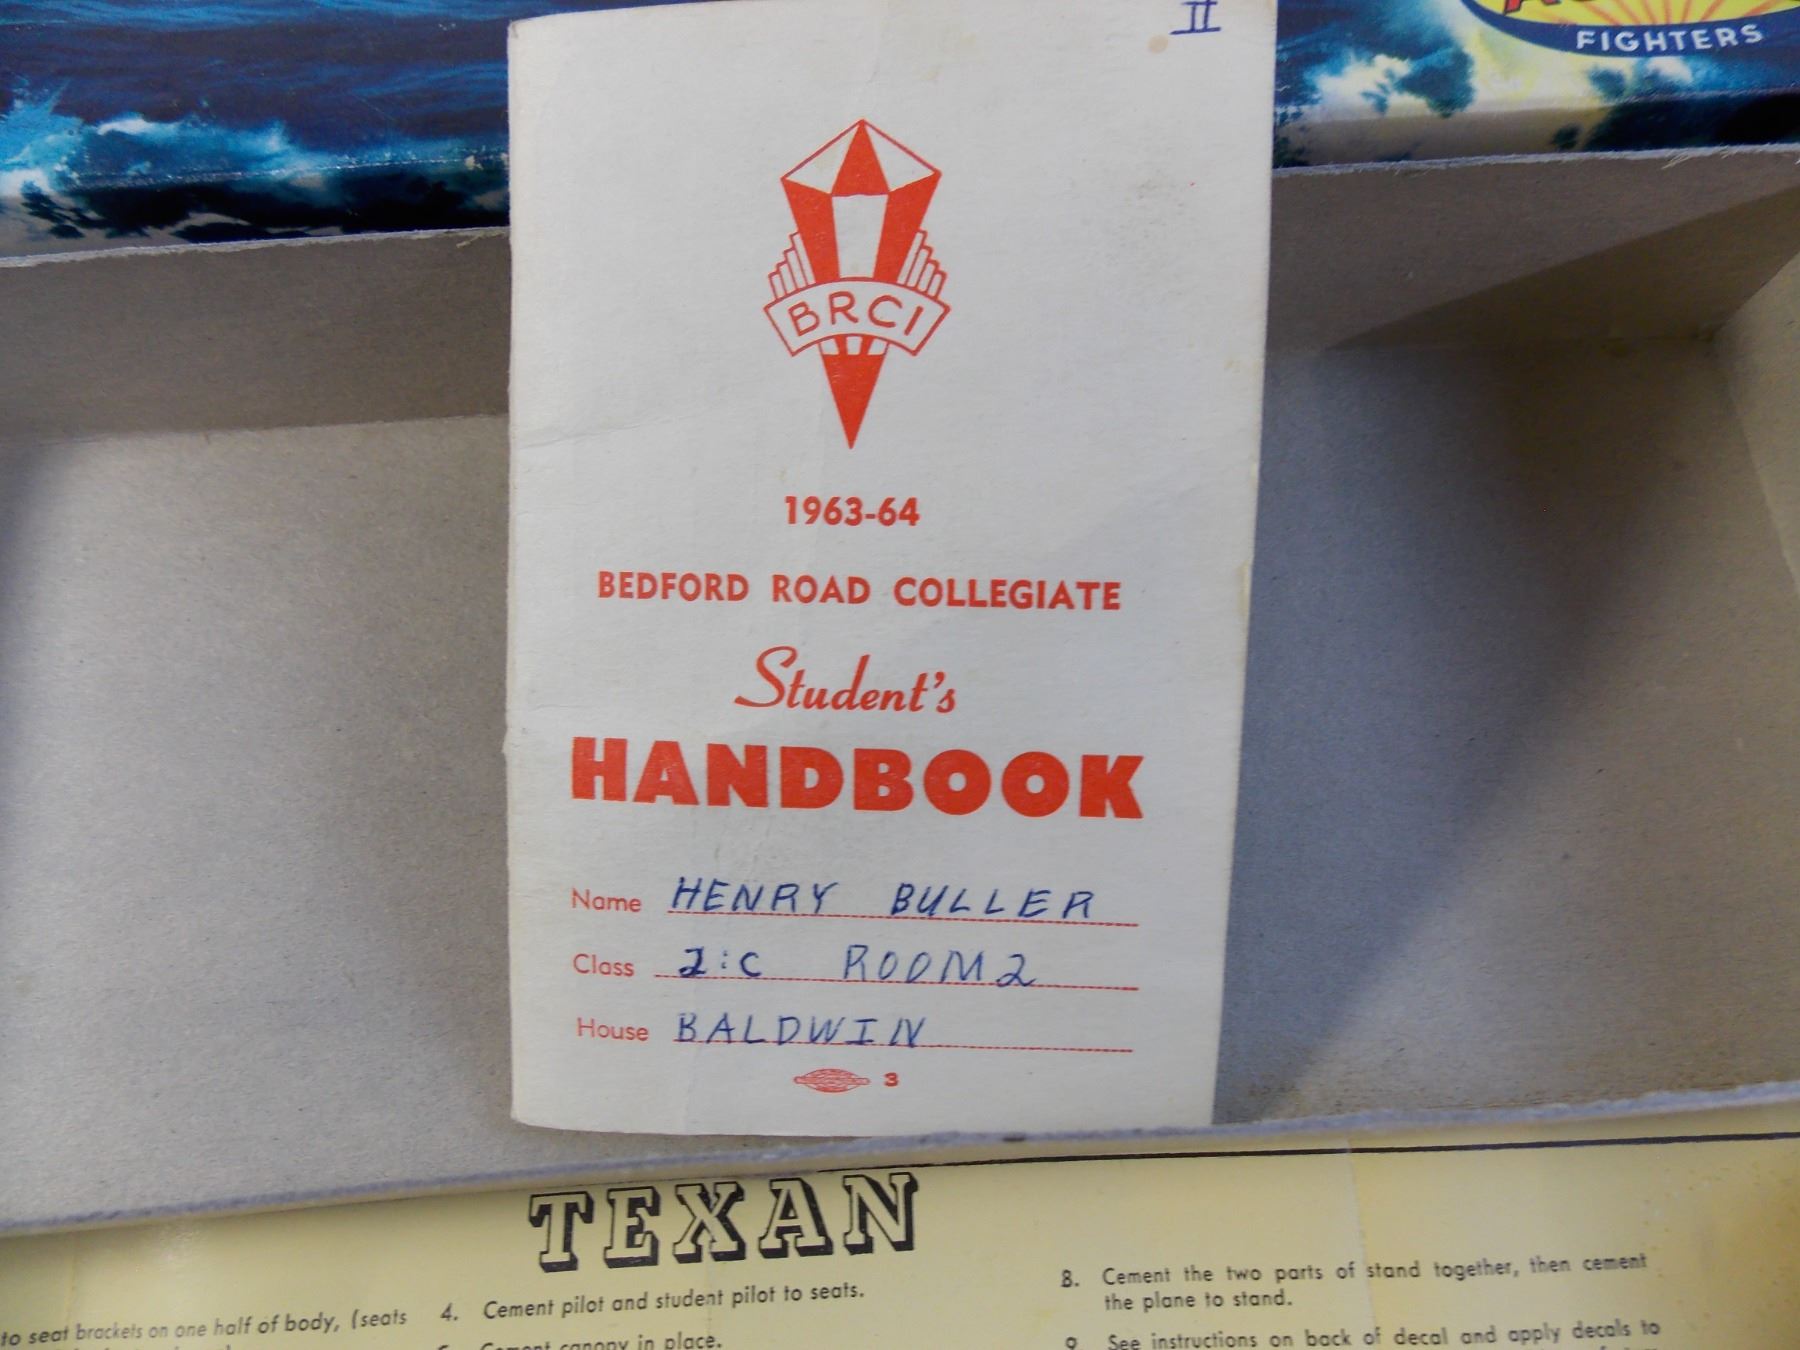 II
FIGHTERS
BRCI
1963-64
BEDFORD ROAD COLLEGIATE
Student's
HANDBOOK
Name HENRY BULLER
Class 2:C ROOM2
House BALDWIN
3
TEXAN
to seat brackets on one half of body, (seats
4. Cement pilot and student pilot to seats.
Cement canopy in place.
8. Cement the two parts of stand together, then cement
the plane to stand.
9. See instructions on back of decal and apply decals to